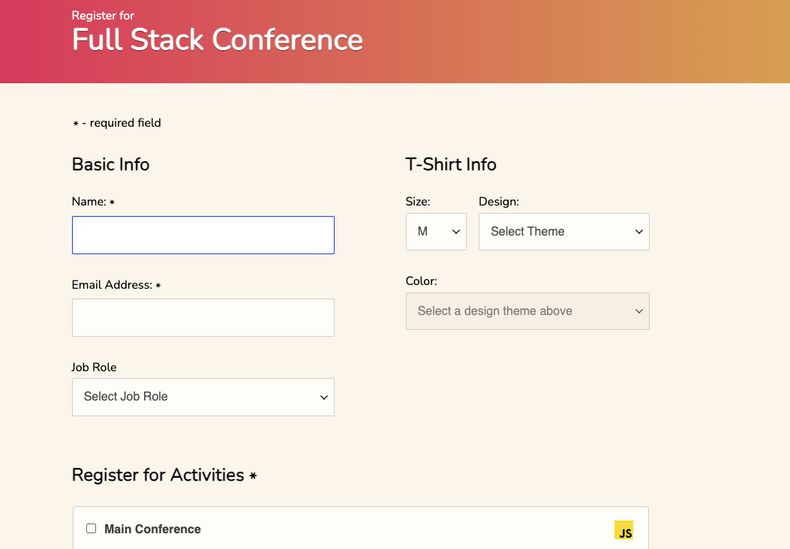 Register for
Full Stack Conference
* - required field
Basic Info
Name: *
Email Address: *
Job Role
Select Job Role
T-Shirt Info
Size:
Design:
M
Select Theme
Color:
Select a design theme above
Register for Activities *
Main Conference
JS